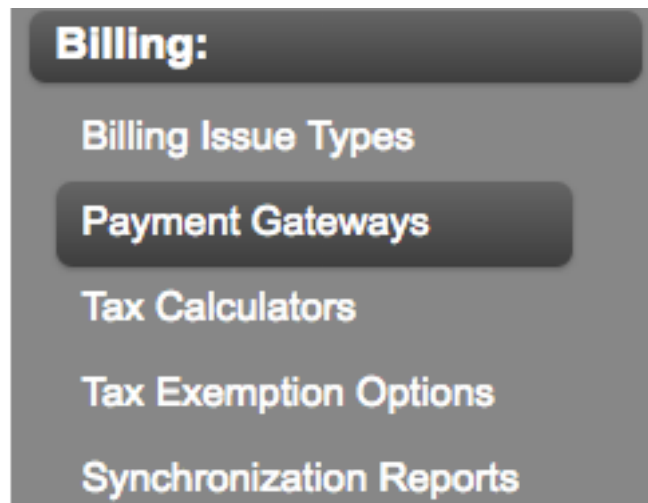 Billing:
Billing Issue Types
Payment Gateways
Tax Calculators
Tax Exemption Options
Synchronization Reports